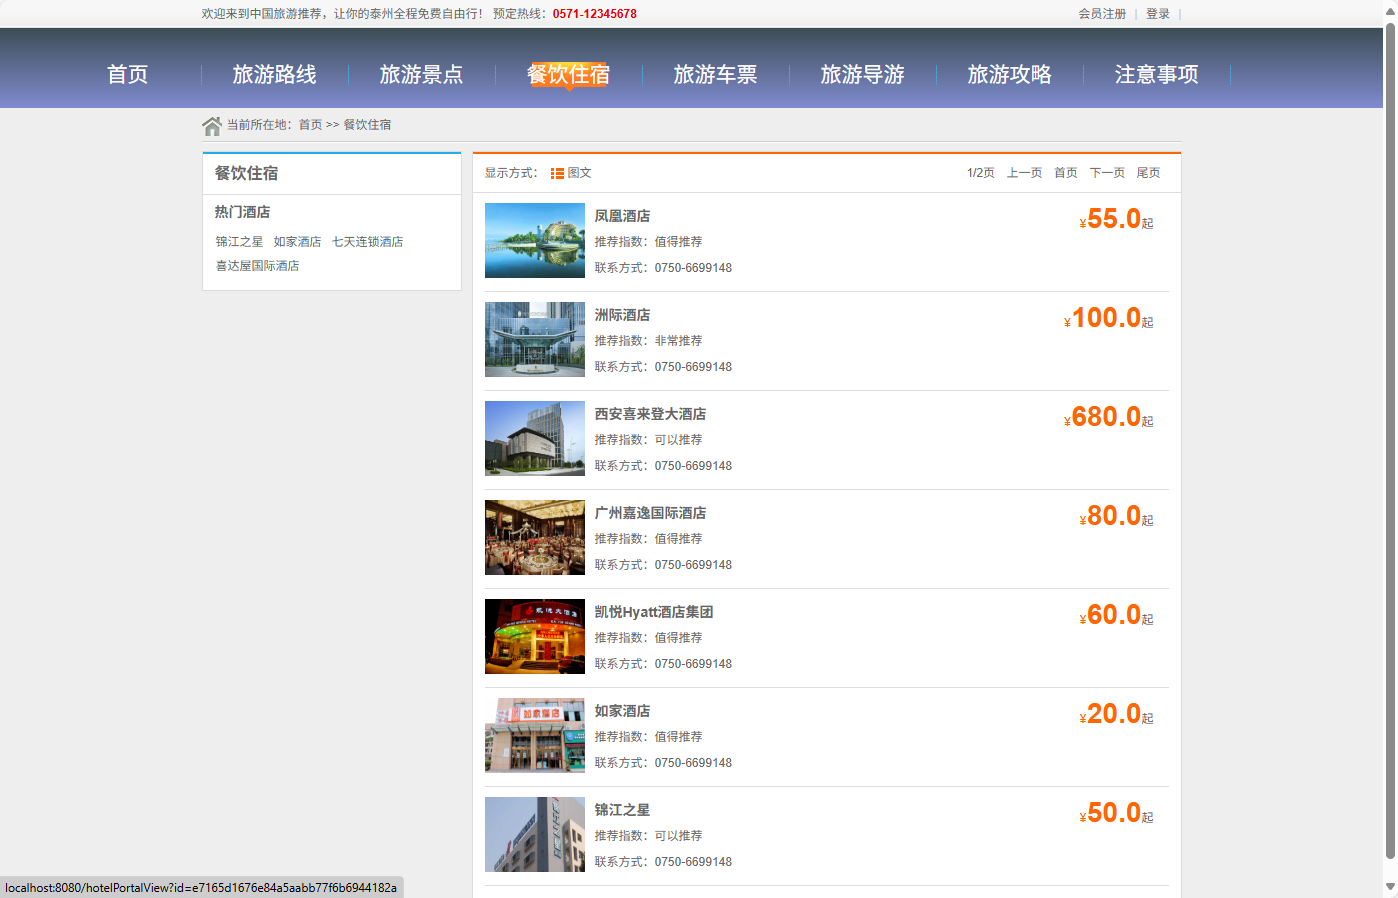 欢迎来到中国旅游推荐，让你的泰州全程免费自由行！ 预定热线：0571-12345678
会员注册 | 登录 |
首页 旅游路线 旅游景点 餐饮住宿 旅游车票 旅游导游 旅游攻略 注意事项
当前所在地：首页 >> 餐饮住宿
餐饮住宿
热门酒店
锦江之星 如家酒店 七天连锁酒店
喜达屋国际酒店
显示方式： 图文 1/2页 上一页 首页 下一页 尾页
凤凰酒店 ¥55.0起
推荐指数：值得推荐
联系方式：0750-6699148
洲际酒店 ¥100.0起
推荐指数：非常推荐
联系方式：0750-6699148
西安喜来登大酒店 ¥680.0起
推荐指数：可以推荐
联系方式：0750-6699148
广州嘉逸国际酒店 ¥80.0起
推荐指数：值得推荐
联系方式：0750-6699148
凯悦Hyatt酒店集团 ¥60.0起
推荐指数：值得推荐
联系方式：0750-6699148
如家酒店
如家酒店 ¥20.0起
推荐指数：值得推荐
联系方式：0750-6699148
锦江之星 ¥50.0起
推荐指数：可以推荐
联系方式：0750-6699148
localhost:8080/hotelPortalView?id=e7165d1676e84a5aabb77f6b6944182a